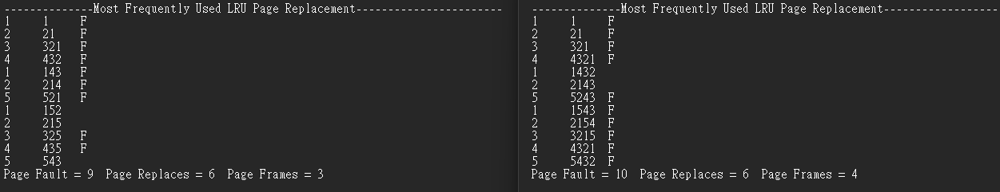 --------------Most Frequently Used LRU Page Replacement-----------------------
1 1 F
2 21 F
3 321 F
4 432 F
1 143 F
2 214 F
5 521 F
1 152
2 215
3 325 F
4 435 F
5 543
Page Fault = 9 Page Replaces = 6 Page Frames = 3
--------------Most Frequently Used LRU Page Replacement------------------
1 1 F
2 21 F
3 321 F
4 4321 F
1 1432
2 2143
5 5243 F
1 1543 F
2 2154 F
3 3215 F
4 4321 F
5 5432 F
Page Fault = 10 Page Replaces = 6 Page Frames = 4